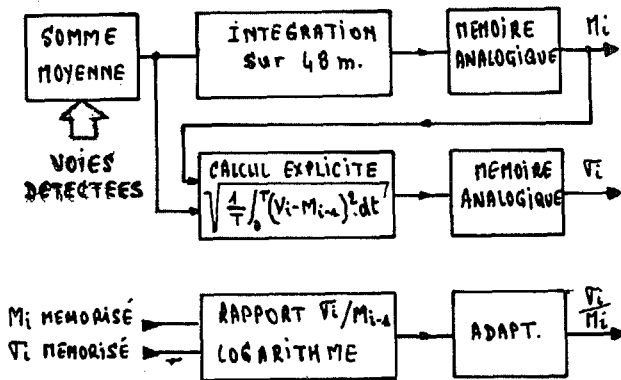 SOMME
MOYENNE
INTEGRATION
sur 48 m.
MEMOIRE
ANALOGIQUE
Mi
VOIES
DETECTEES
CALCUL EXPLICITE
√(1/T ∫₀ᵀ (Vi-Mi-1)².dt)
MEMOIRE
ANALOGIQUE
σi
Mi MEMORISÉ
σi MEMORISÉ
RAPPORT σi/Mi-1
LOGARITHME
ADAPT.
σi/Mi